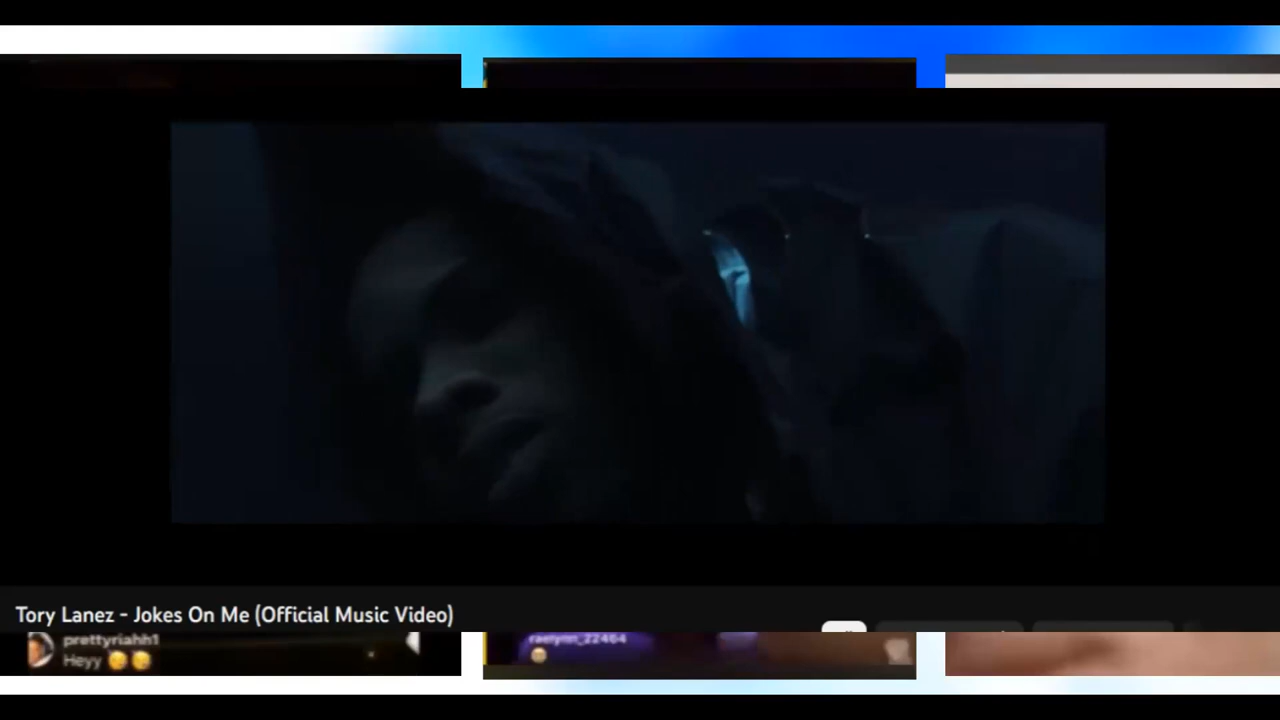 Tory Lanez - Jokes On Me (Official Music Video)
prettyriahh1
Heyy 😏😏
raelynn_22464